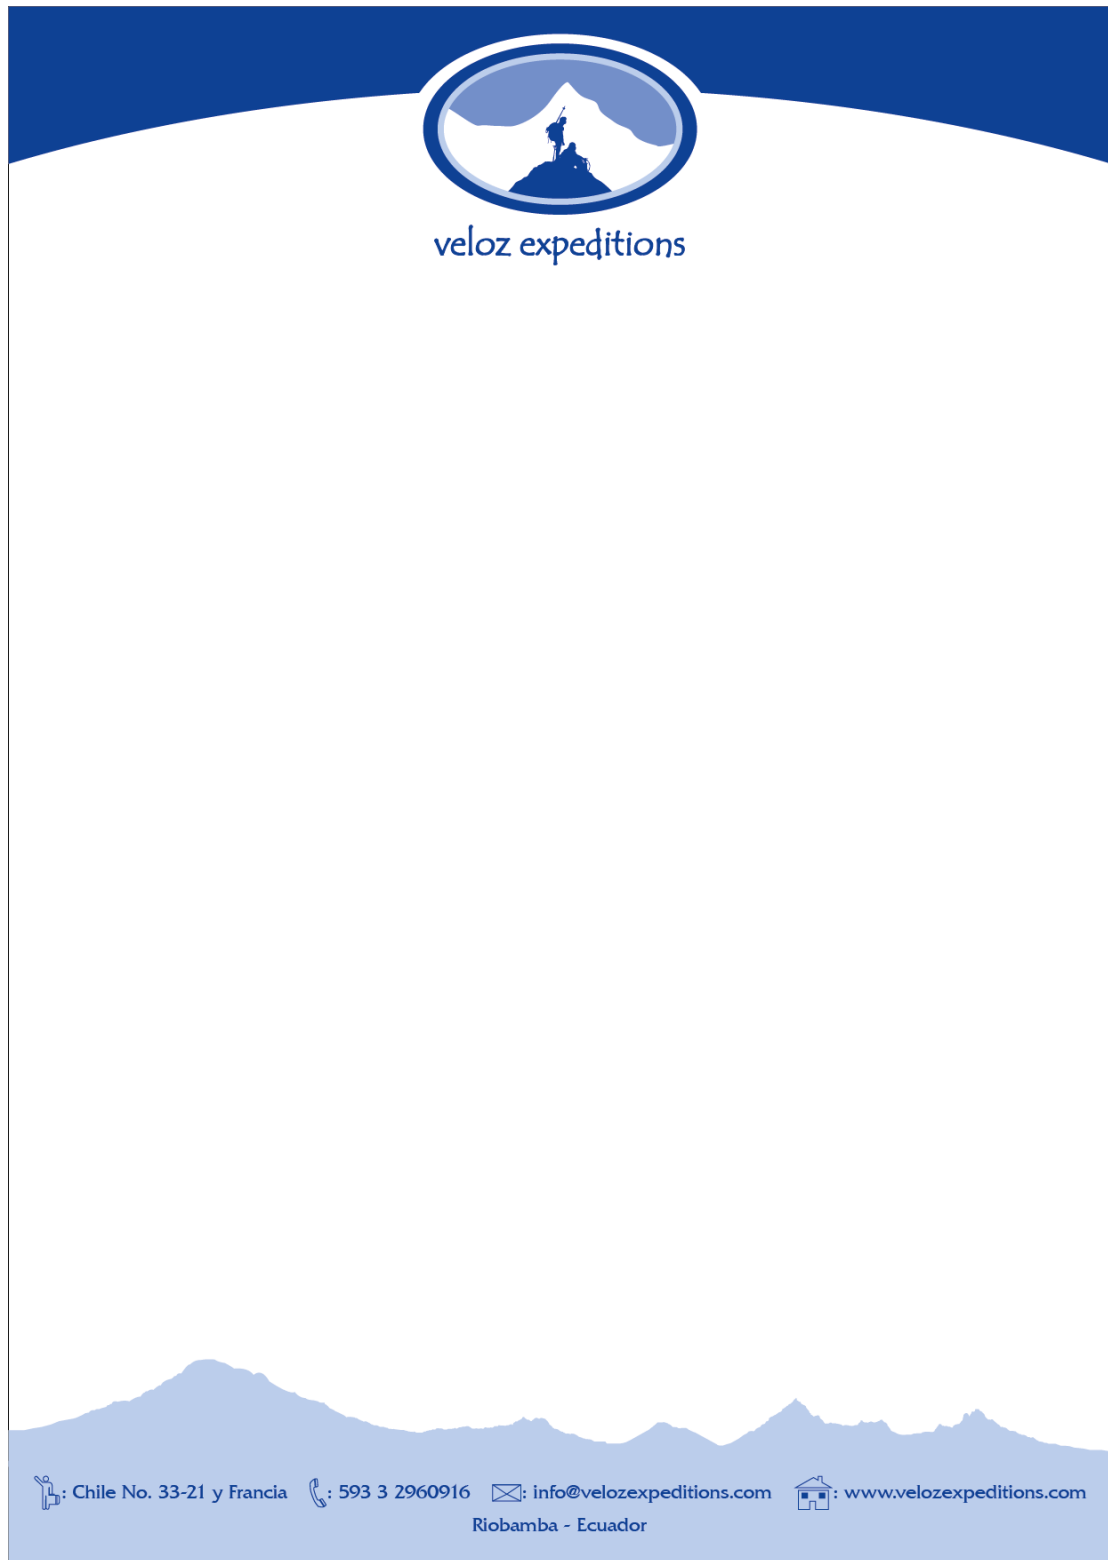 veloz expeditions
: Chile No. 33-21 y Francia : 593 3 2960916 : info@velozexpeditions.com : www.velozexpeditions.com
Riobamba - Ecuador